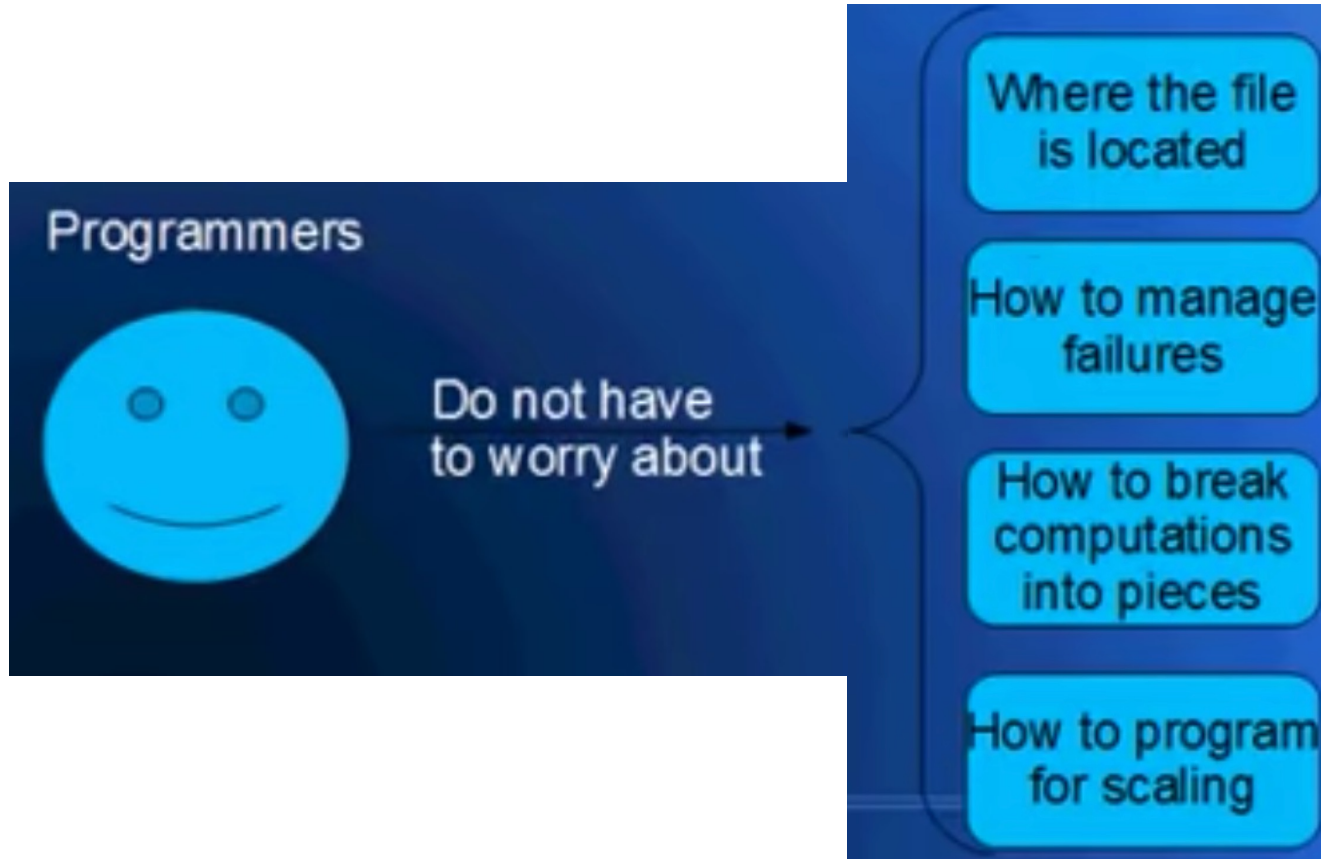 Programmers
Do not have
to worry about
Where the file
is located
How to manage
failures
How to break
computations
into pieces
How to program
for scaling